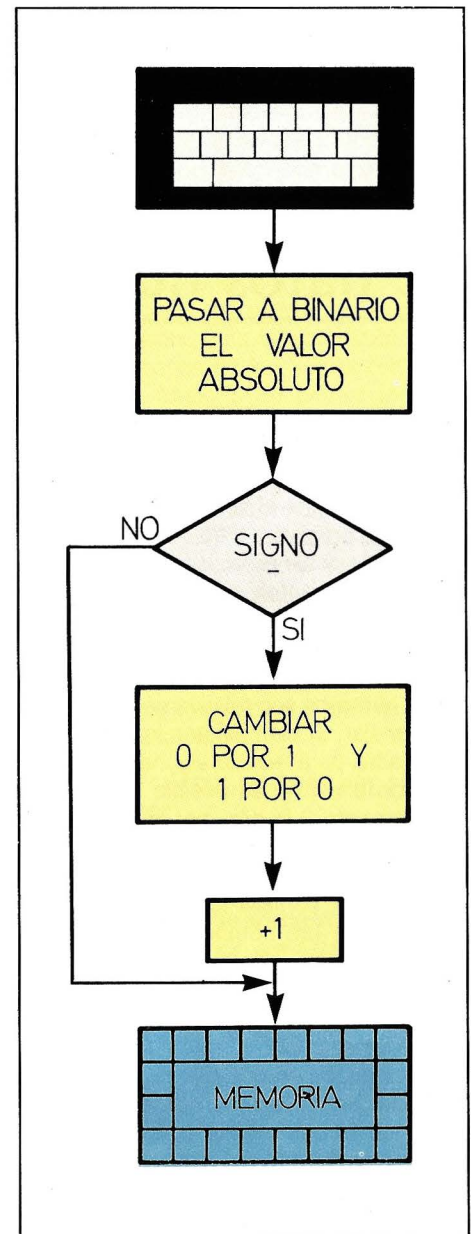 PASAR A BINARIO
EL VALOR
ABSOLUTO
NO
SIGNO
-
SI
CAMBIAR
0 POR 1 Y
1 POR 0
+1
MEMORIA